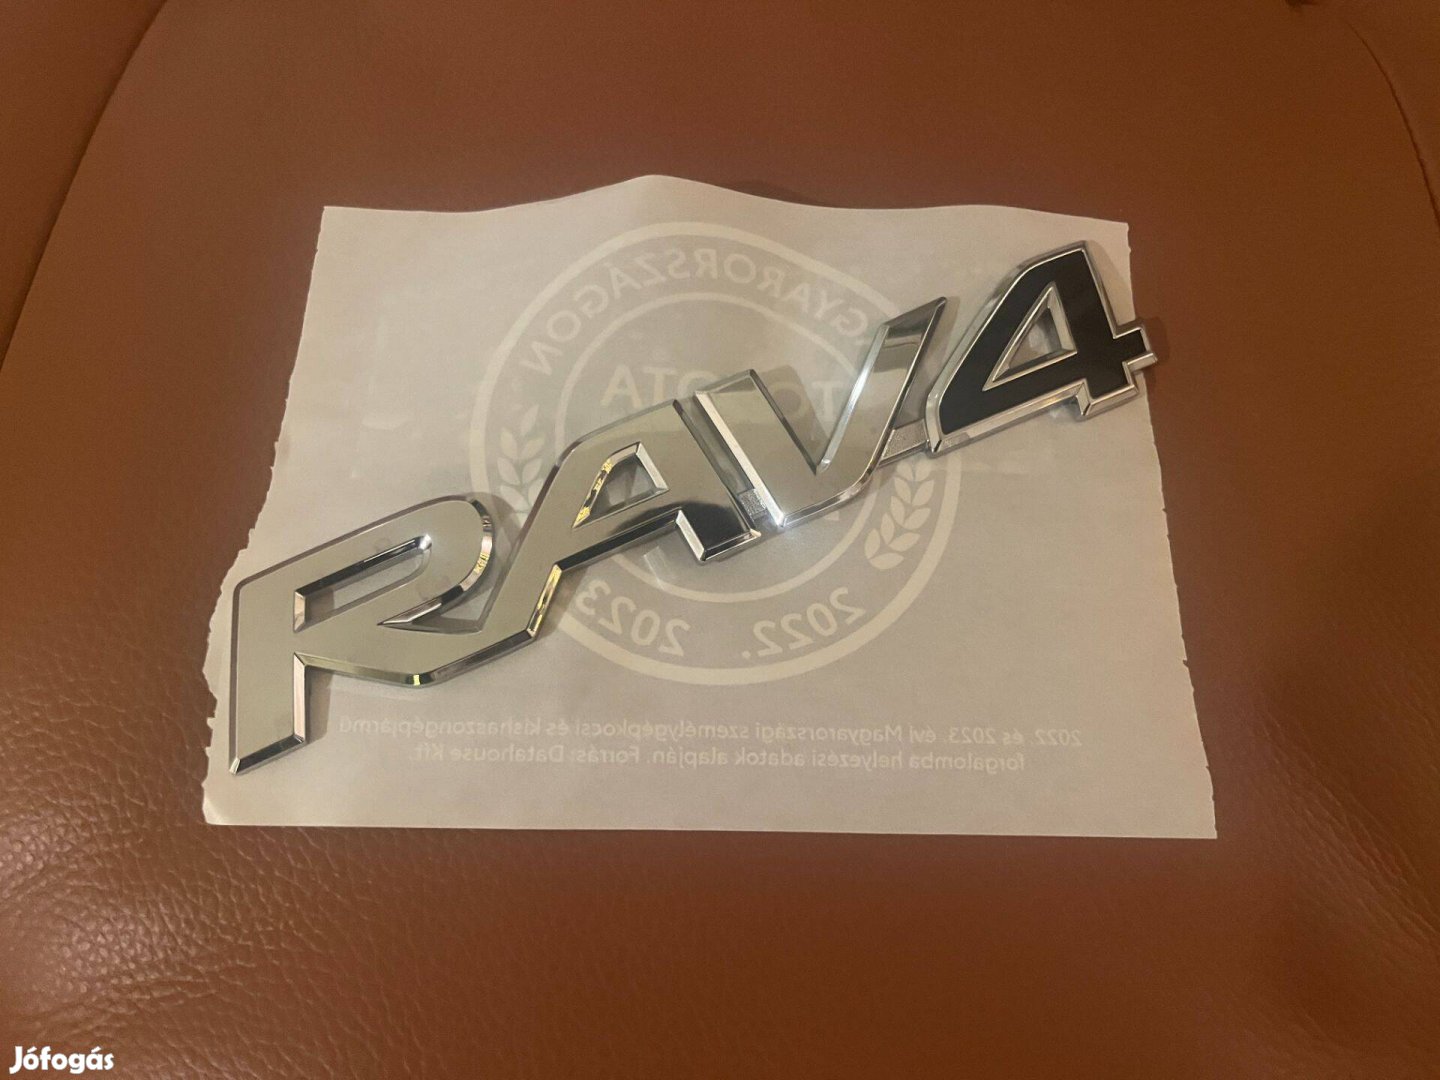 RAV4
MAGYARORSZÁGON
TOYOTA
2022. 2023
2022. és 2023. évi Magyarországi személygépkocsi és kishaszongépjármű
forgalomba helyezési adatok alapján. Forrás: Datahouse Kft.
Jófogás